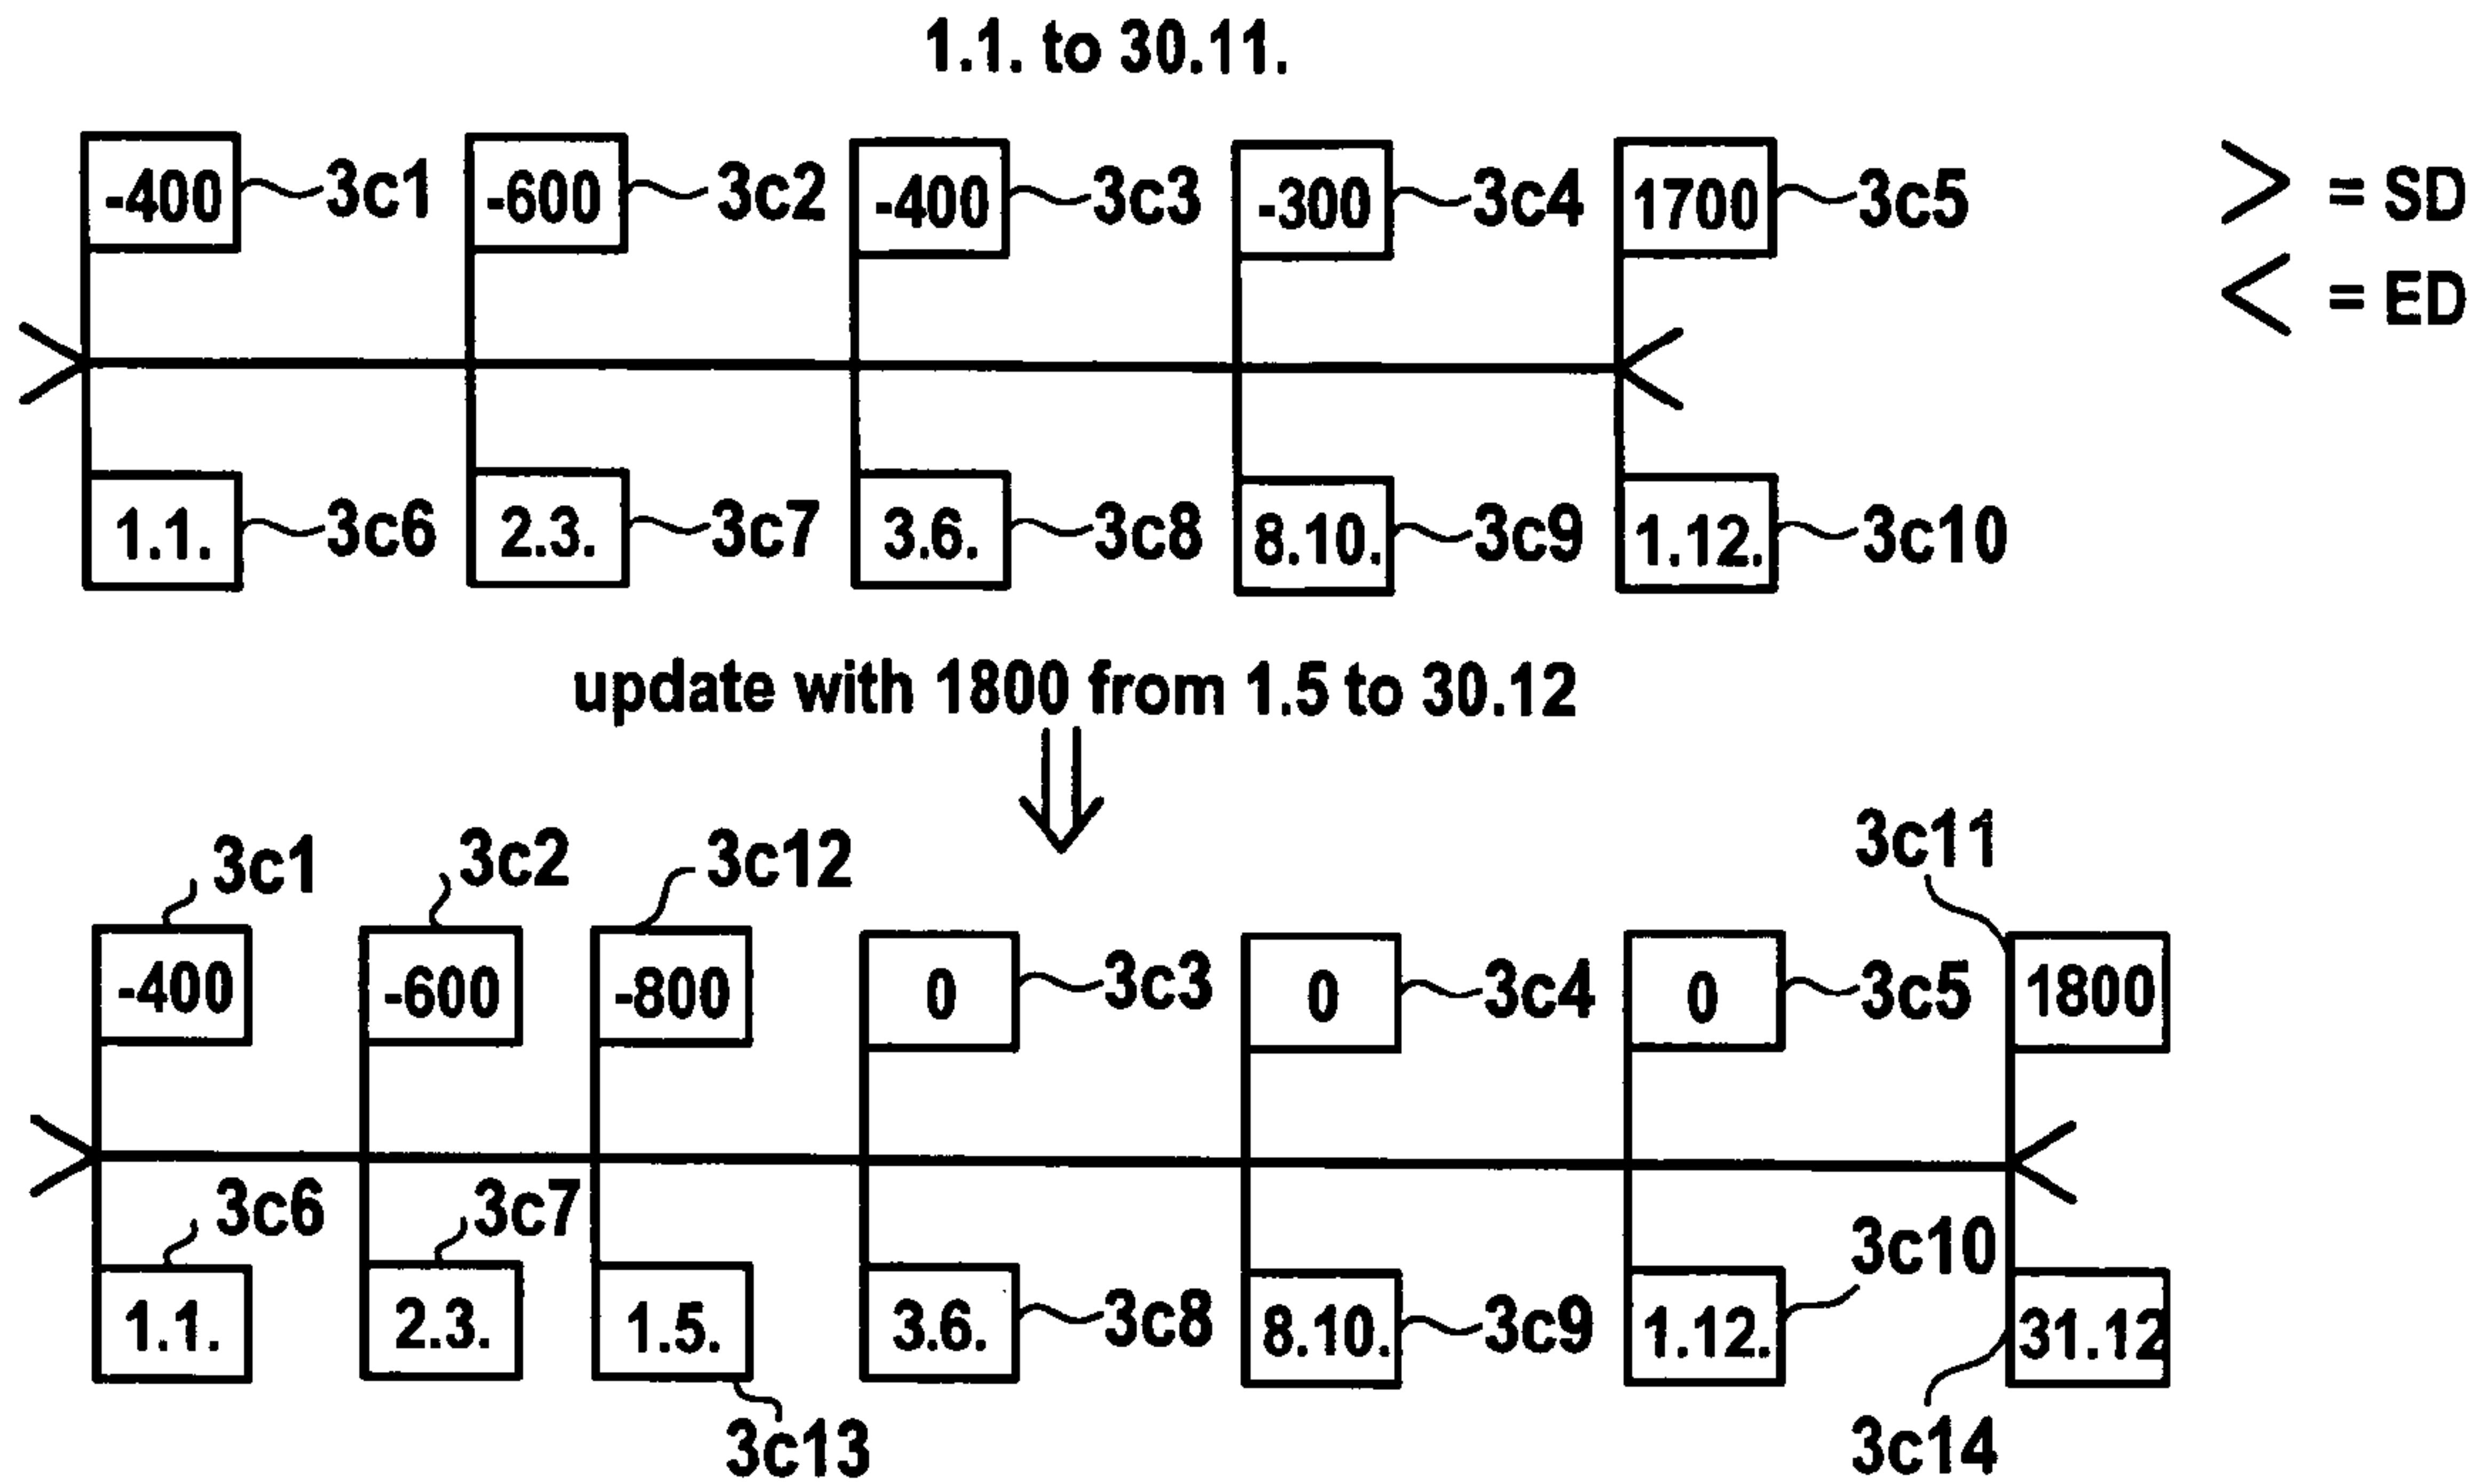 1.1. to 30.11.
-400 3c1 -600 3c2 -400 3c3 -300 3c4 1700 3c5 > = SD
< = ED
1.1. 3c6 2.3. 3c7 3.6. 3c8 8.10. 3c9 1.12. 3c10
update with 1800 from 1.5 to 30.12
3c1 3c2 3c12 3c11
-400 -600 -800 0 3c3 0 3c4 0 3c5 1800
3c6 3c7 3c10
1.1. 2.3. 1.5. 3.6. 3c8 8.10. 3c9 1.12. 31.12
3c13 3c14